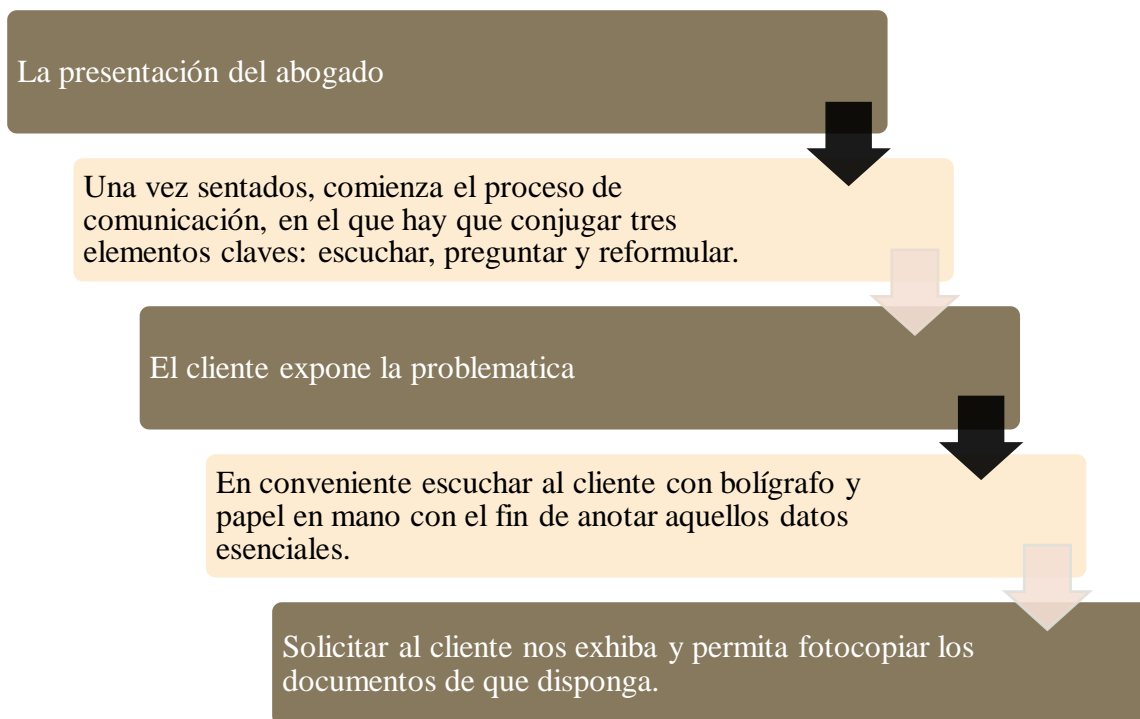 La presentación del abogado
Una vez sentados, comienza el proceso de
comunicación, en el que hay que conjugar tres
elementos claves: escuchar, preguntar y reformular.
El cliente expone la problematica
En conveniente escuchar al cliente con bolígrafo y
papel en mano con el fin de anotar aquellos datos
esenciales.
Solicitar al cliente nos exhiba y permita fotocopiar los
documentos de que disponga.